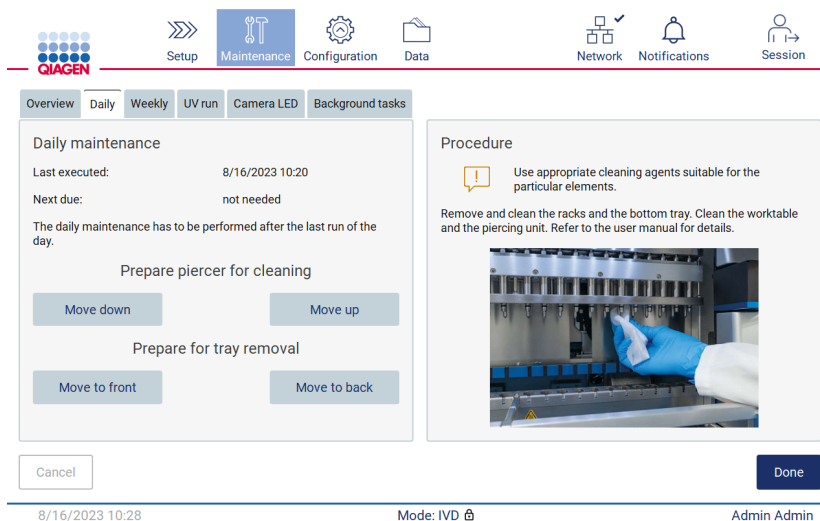 QIAGEN
Setup
Maintenance
Configuration
Data
Network
Notifications
Session
Overview
Daily
Weekly
UV run
Camera LED
Background tasks
Daily maintenance
Last executed: 8/16/2023 10:20
Next due: not needed
The daily maintenance has to be performed after the last run of the
day.
Prepare piercer for cleaning
Move down
Move up
Prepare for tray removal
Move to front
Move to back
Procedure
Use appropriate cleaning agents suitable for the
particular elements.
Remove and clean the racks and the bottom tray. Clean the worktable
and the piercing unit. Refer to the user manual for details.
Cancel
Done
8/16/2023 10:28
Mode: IVD
Admin Admin